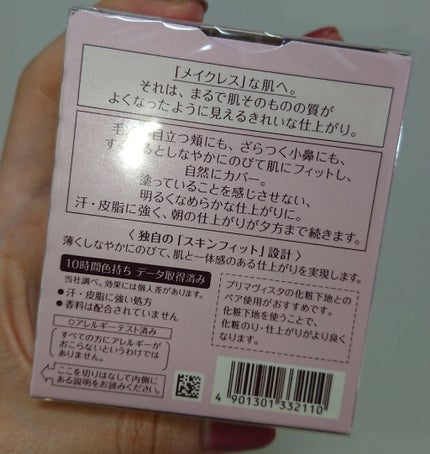 「メイクレス」な肌へ。
それは、まるで肌そのものの質が
よくなったように見えるきれいな仕上がり。
毛 目立つ頬にも、ざらつく小鼻にも、
す るとしなやかにのびて肌にフィットし、
自然にカバー。
塗っていることを感じさせない、
明るくなめらかな仕上がりに。
汗・皮脂に強く、朝の仕上がりが夕方まで続きます。
〈 独自の「スキンフィット」設計 〉
薄くしなやかにのびて、肌と一体感のある仕上がりを実現します。
10時間色持ち データ取得済み
当社調べ。効果には個人差があります。
・汗・皮脂に強い処方
・香料は配合されていません
○アレルギーテスト済み
すべての方にアレルギーが
おこらないというわけでは
ありません。
ここを切りはなして内側に
ある説明をお読みください。
プリマヴィスタの化粧下地との
ペア使用がおすすめです。
化粧下地を使うことで、
化粧のり・仕上がりがより良く
なります。
4 901301 332110